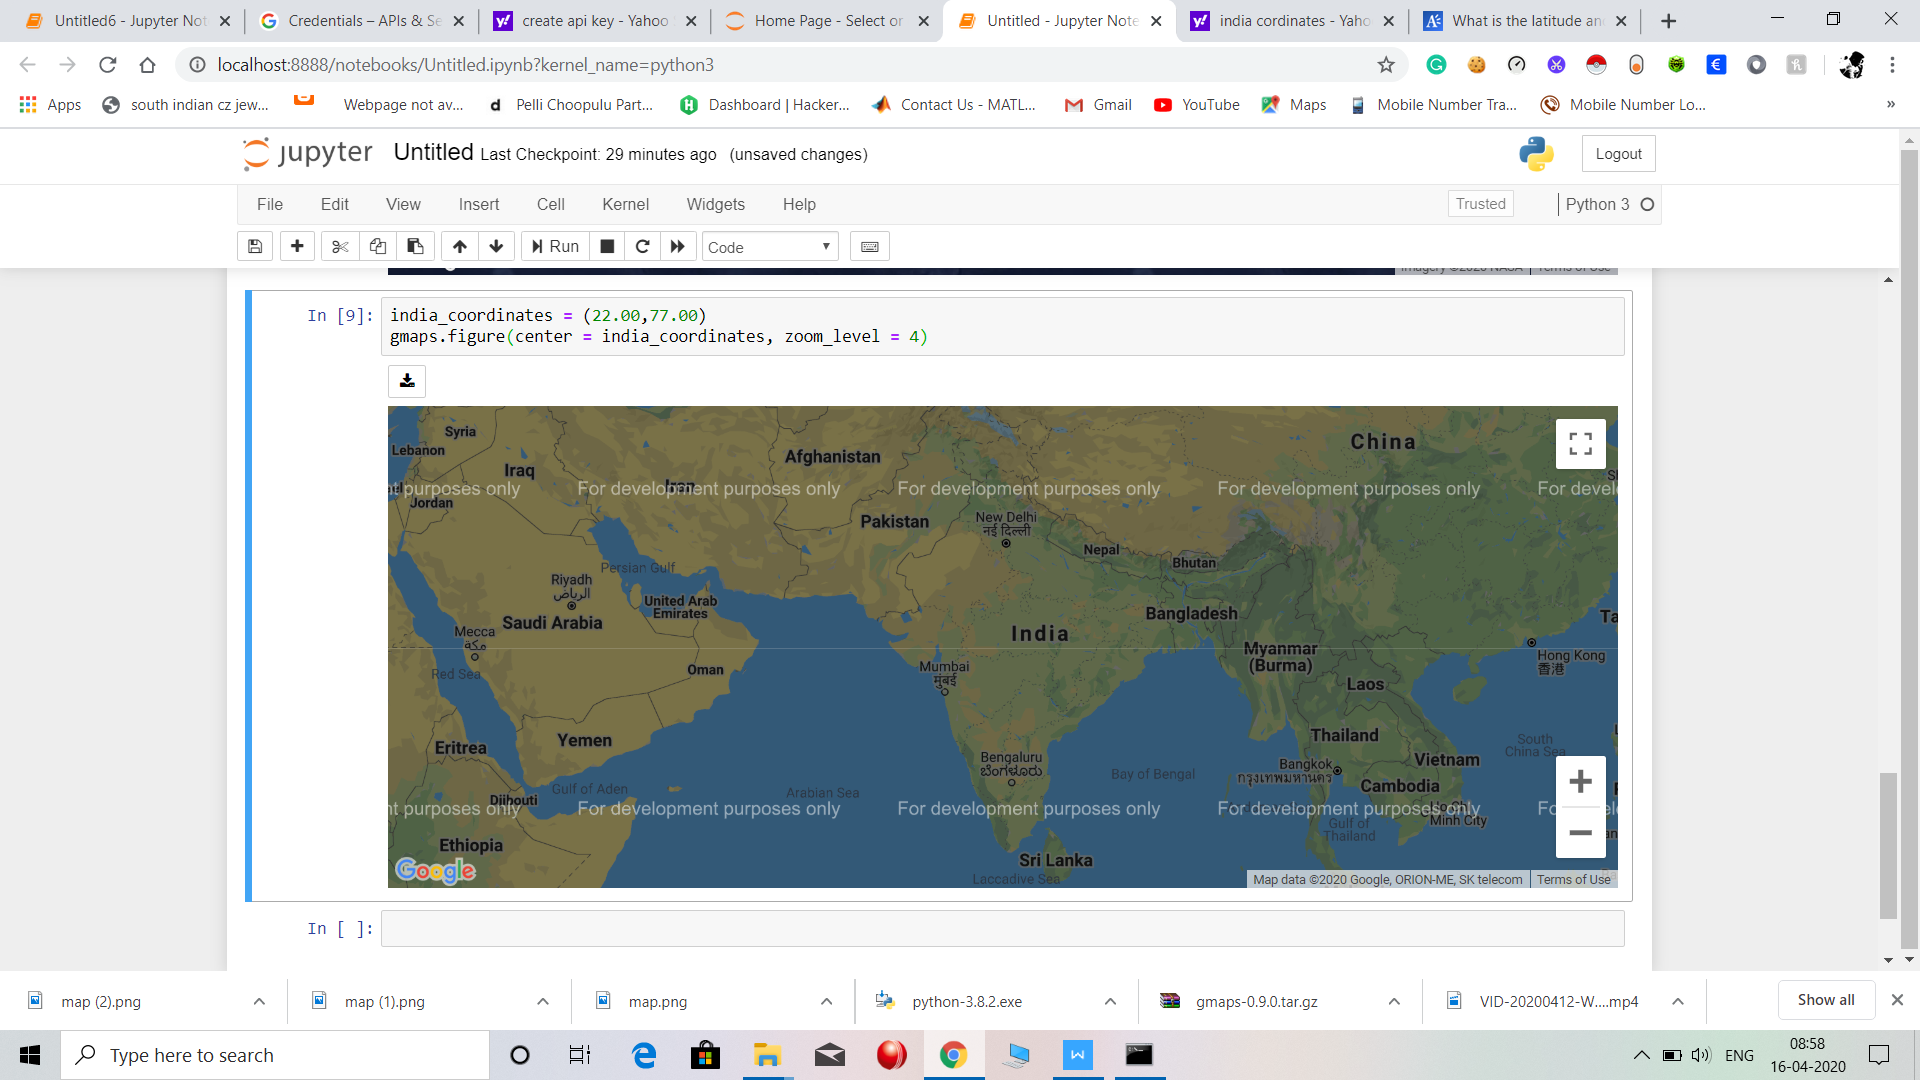 Untitled6 - Jupyter Not
Credentials – APIs & Se
create api key - Yahoo
Home Page - Select or
Untitled - Jupyter Note
india cordinates - Yaho
What is the latitude an
localhost:8888/notebooks/Untitled.ipynb?kernel_name=python3
Apps
south indian cz jew...
Webpage not av...
Pelli Choopulu Part...
Dashboard | Hacker...
Contact Us - MATL...
Gmail
YouTube
Maps
Mobile Number Tra...
Mobile Number Lo...
»
jupyter Untitled Last Checkpoint: 29 minutes ago (unsaved changes)
Logout
File Edit View Insert Cell Kernel Widgets Help
Trusted
Python 3
Run
Code
Imagery ©2020 NASA Terms of Use
In [9]:
india_coordinates = (22.00,77.00)
gmaps.figure(center = india_coordinates, zoom_level = 4)
Syria
Lebanon
Iraq
Afghanistan
China
Iran
Jordan
nt purposes only
For development purposes only
For development purposes only
For development purposes only
For devel
Pakistan
New Delhi
नई दिल्ली
Nepal
Bhutan
Persian Gulf
Riyadh
الرياض
United Arab
Emirates
Saudi Arabia
Bangladesh
Mecca
مكة
India
Myanmar
(Burma)
Hong Kong
香港
Ta
Red Sea
Oman
Mumbai
मुंबई
Laos
Yemen
Eritrea
Thailand
South
China Sea
Bengaluru
ಬೆಂಗಳೂರು
Bay of Bengal
Bangkok
กรุงเทพมหานคร
Vietnam
Cambodia
Gulf of Aden
Arabian Sea
Djibouti
nt purposes only
For development purposes only
For development purposes only
For development purposes only
Ho Chi
Minh City
Gulf of
Thailand
Ethiopia
Sri Lanka
Laccadive Sea
Google
Map data ©2020 Google, ORION-ME, SK telecom
Terms of Use
In [ ]:
map (2).png
map (1).png
map.png
python-3.8.2.exe
gmaps-0.9.0.tar.gz
VID-20200412-W....mp4
Show all
Type here to search
ENG
08:58
16-04-2020